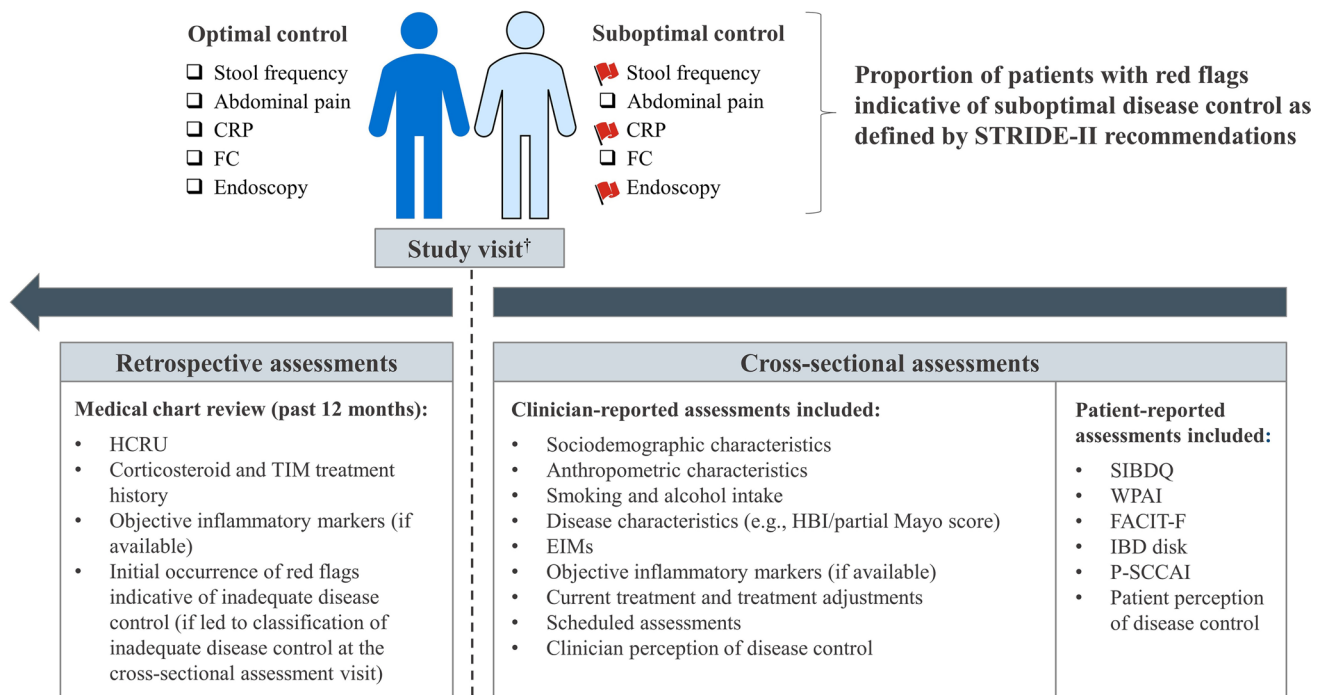 Optimal control
Stool frequency
Abdominal pain
CRP
FC
Endoscopy
Suboptimal control
Stool frequency
Abdominal pain
CRP
FC
Endoscopy
Proportion of patients with red flags
indicative of suboptimal disease control as
defined by STRIDE-II recommendations
Study visit†
Retrospective assessments
Medical chart review (past 12 months):
• HCRU
• Corticosteroid and TIM treatment
history
• Objective inflammatory markers (if
available)
• Initial occurrence of red flags
indicative of inadequate disease
control (if led to classification of
inadequate disease control at the
cross-sectional assessment visit)
Cross-sectional assessments
Clinician-reported assessments included:
• Sociodemographic characteristics
• Anthropometric characteristics
• Smoking and alcohol intake
• Disease characteristics (e.g., HBI/partial Mayo score)
• EIMs
• Objective inflammatory markers (if available)
• Current treatment and treatment adjustments
• Scheduled assessments
• Clinician perception of disease control
Patient-reported
assessments included:
• SIBDQ
• WPAI
• FACIT-F
• IBD disk
• P-SCCAI
• Patient perception
of disease control